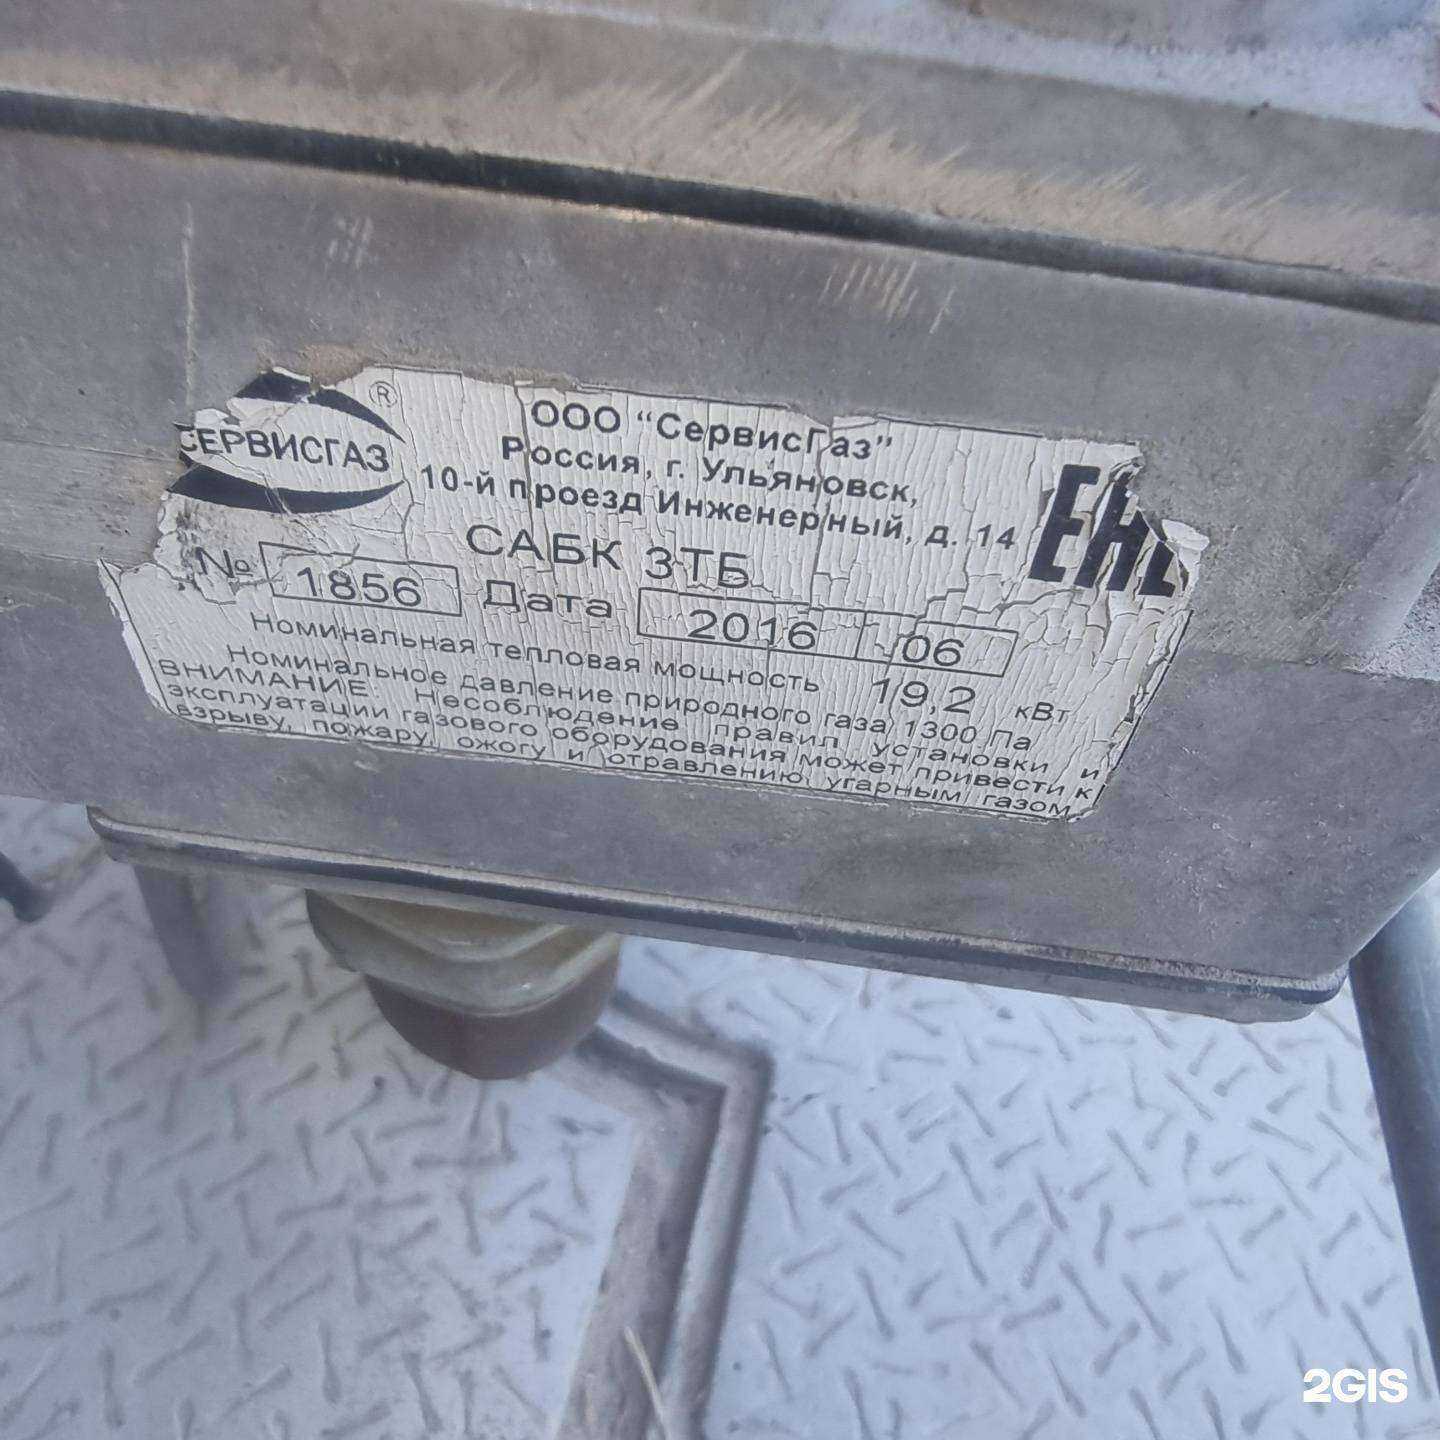 СЕРВИСГАЗ ®
ООО "СервисГаз"
Россия, г. Ульяновск,
10-й проезд Инженерный, д. 14
EAC
САБК 3ТБ
№ 1856 Дата 2016 06
Номинальная тепловая мощность 19,2 кВт
Номинальное давление природного газа 1300 Па
ВНИМАНИЕ: Несоблюдение правил установки и
эксплуатации газового оборудования может привести к
взрыву, пожару, ожогу и отравлению угарным газом.
2GIS